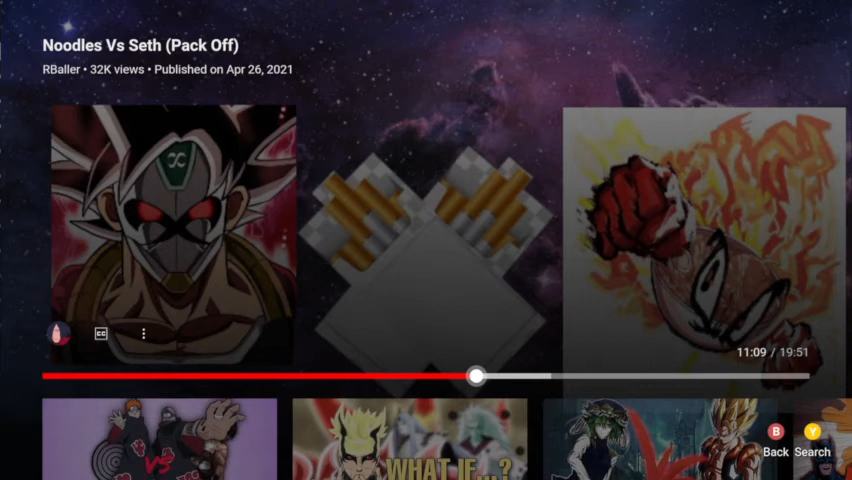 Noodles Vs Seth (Pack Off)
RBaller • 32K views • Published on Apr 26, 2021
CC
11:09 / 19:51
VS
WHAT IF...?
B Y
Back Search